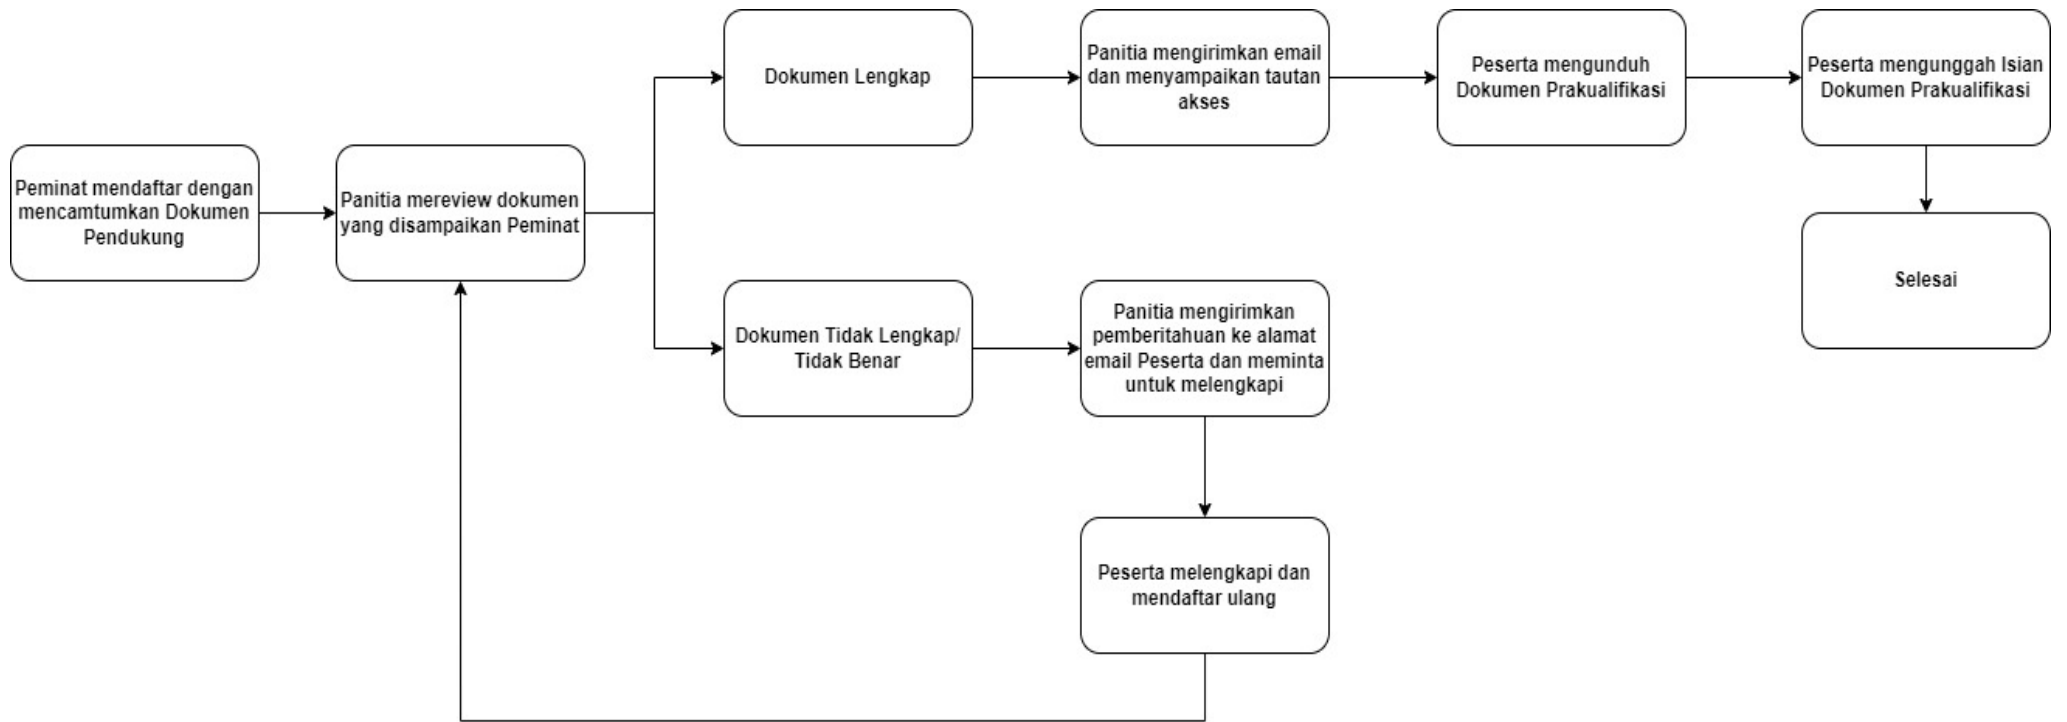 Peminat mendaftar dengan
mencamtumkan Dokumen
Pendukung
Panitia mereview dokumen
yang disampaikan Peminat
Dokumen Lengkap
Panitia mengirimkan email
dan menyampaikan tautan
akses
Peserta mengunduh
Dokumen Prakualifikasi
Peserta mengunggah Isian
Dokumen Prakualifikasi
Selesai
Dokumen Tidak Lengkap/
Tidak Benar
Panitia mengirimkan
pemberitahuan ke alamat
email Peserta dan meminta
untuk melengkapi
Peserta melengkapi dan
mendaftar ulang